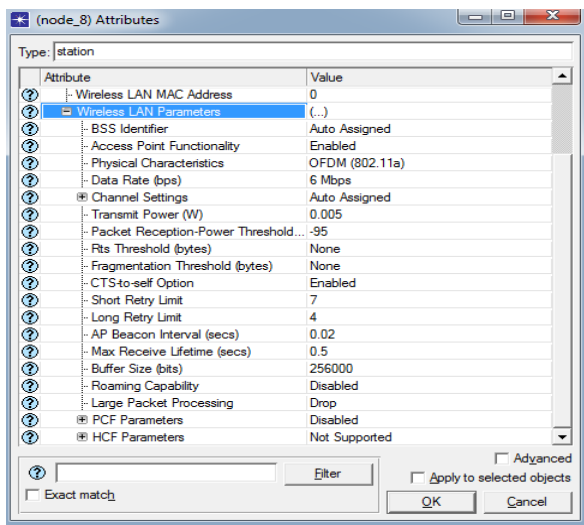 (node_8) Attributes
Type: station
Attribute Value
Wireless LAN MAC Address 0
Wireless LAN Parameters (...)
BSS Identifier Auto Assigned
Access Point Functionality Enabled
Physical Characteristics OFDM (802.11a)
Data Rate (bps) 6 Mbps
Channel Settings Auto Assigned
Transmit Power (W) 0.005
Packet Reception-Power Threshold... -95
Rts Threshold (bytes) None
Fragmentation Threshold (bytes) None
CTS-to-self Option Enabled
Short Retry Limit 7
Long Retry Limit 4
AP Beacon Interval (secs) 0.02
Max Receive Lifetime (secs) 0.5
Buffer Size (bits) 256000
Roaming Capability Disabled
Large Packet Processing Drop
PCF Parameters Disabled
HCF Parameters Not Supported
Advanced
Filter
Apply to selected objects
Exact match
OK Cancel